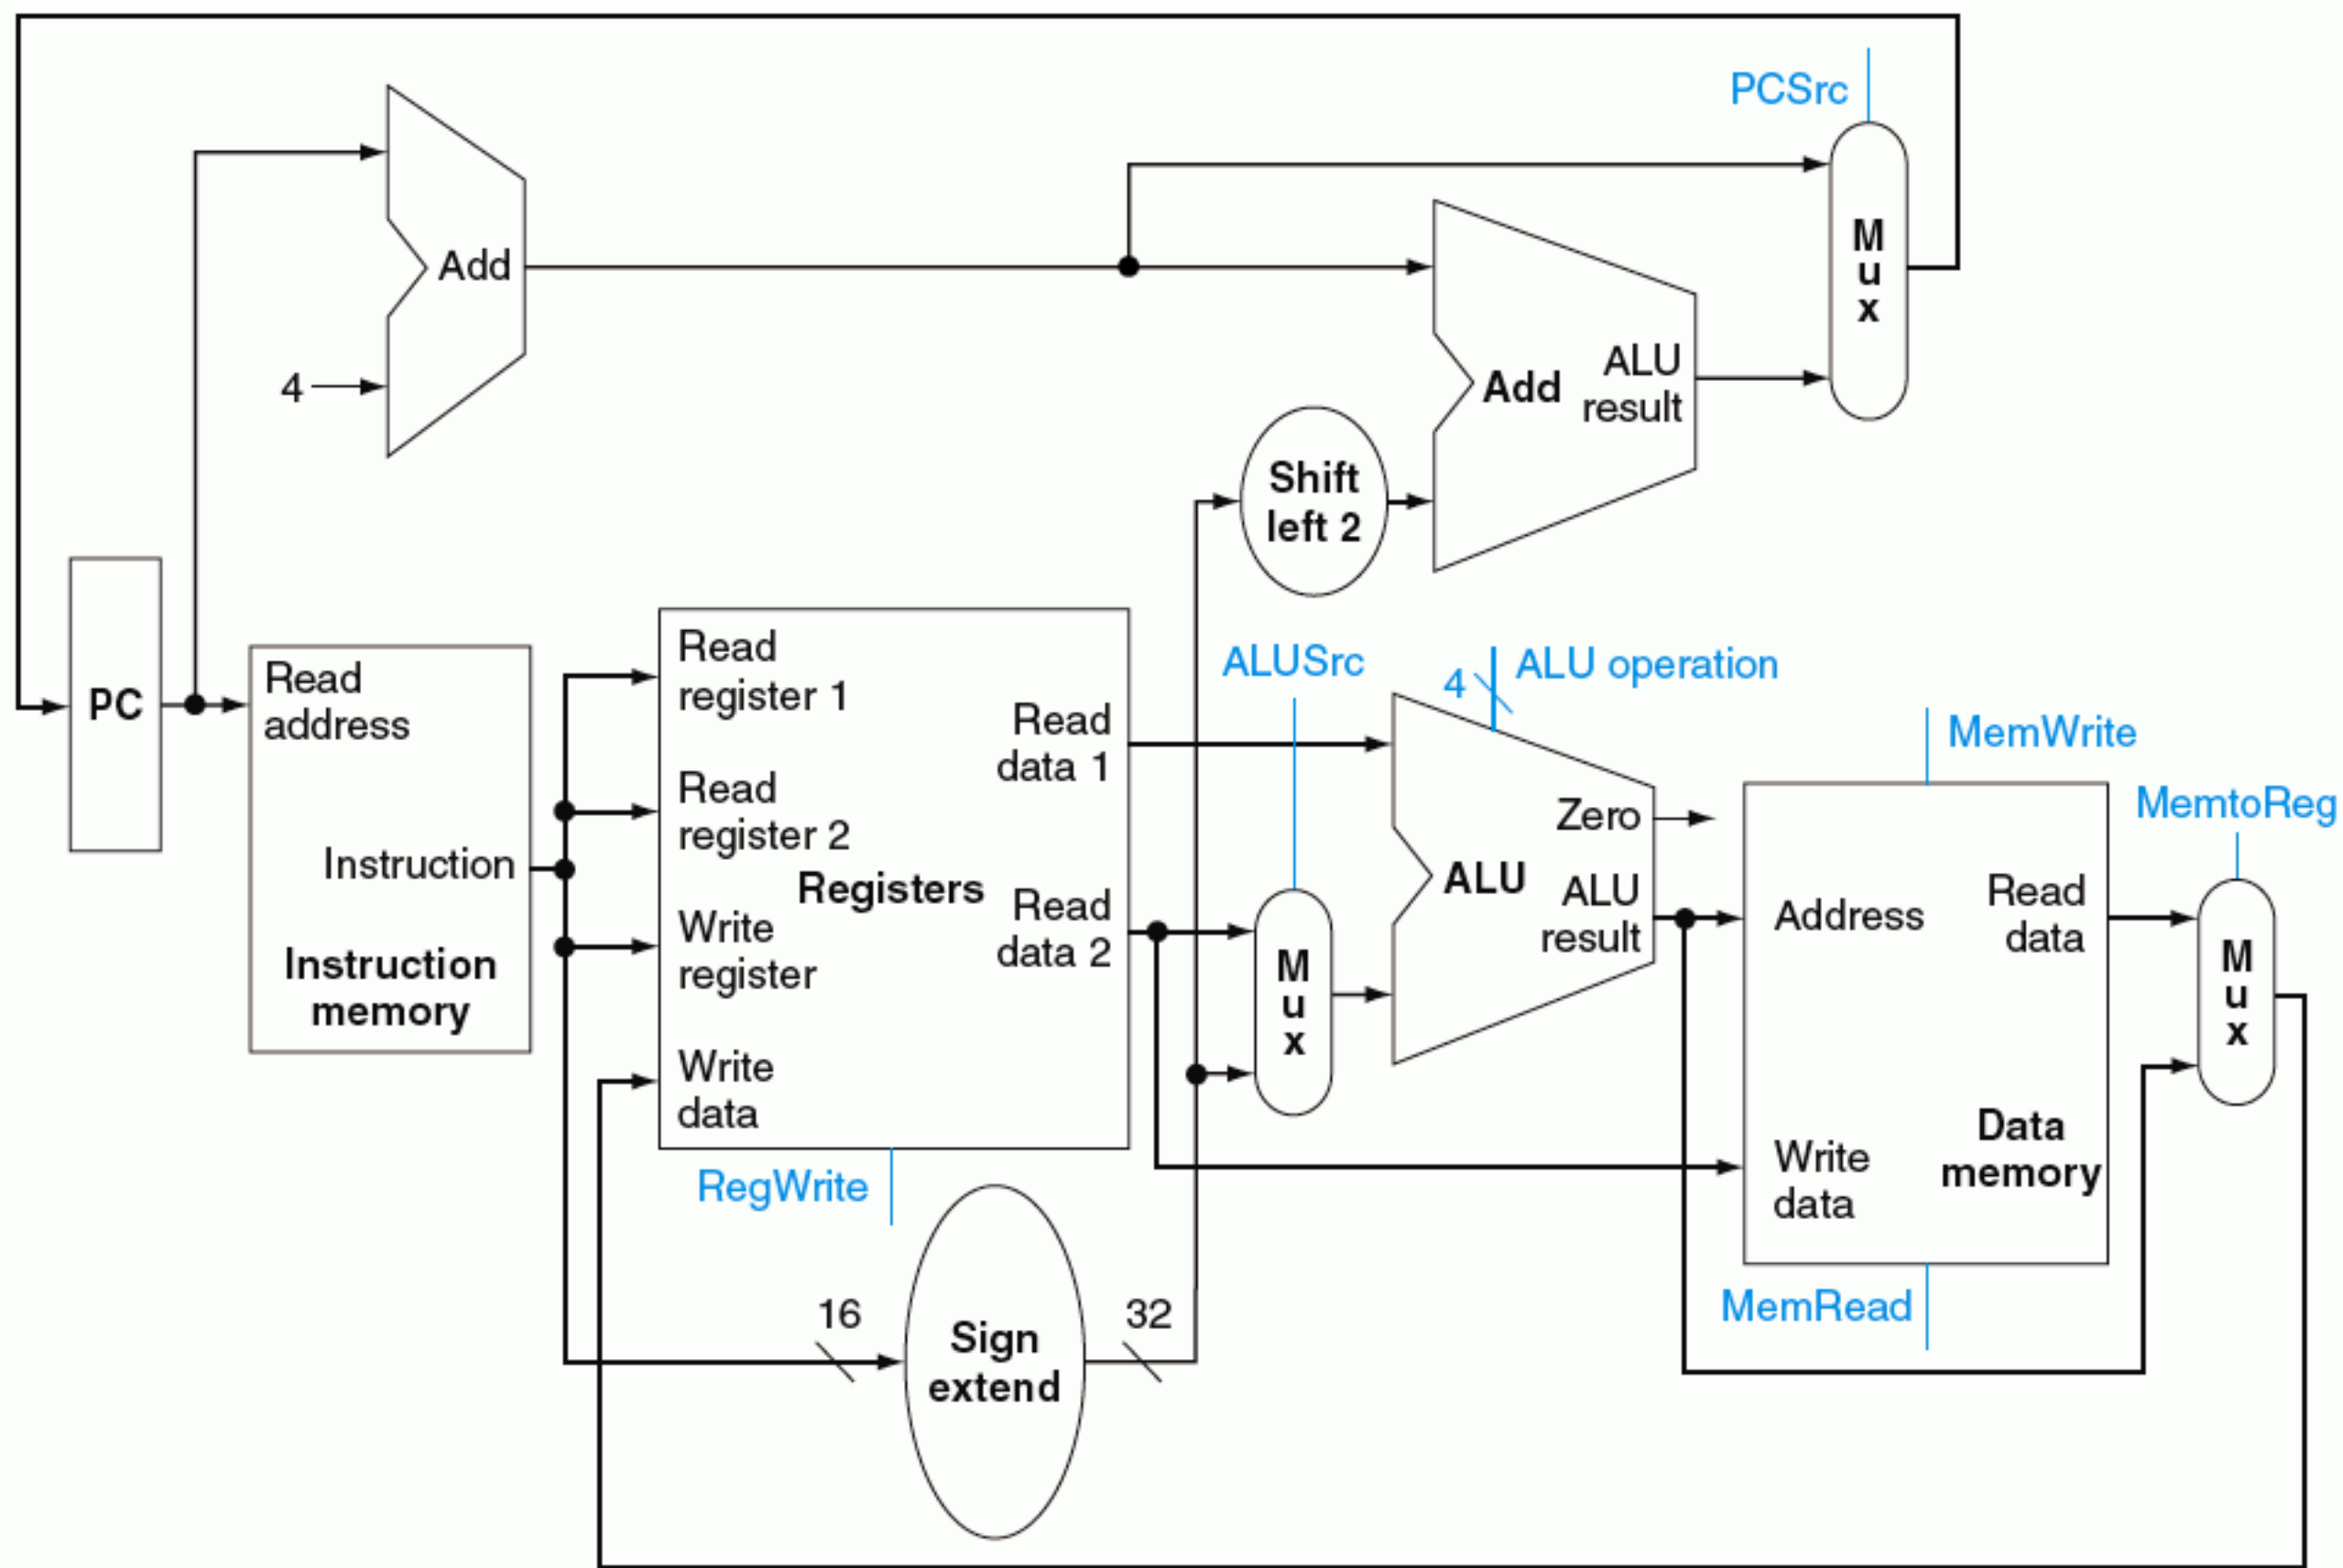 PCSrc
M
u
x
Add
4
Add
ALU
result
Shift
left 2
PC
Read
address
Instruction
Instruction
memory
Read
register 1
Read
register 2
Registers
Write
register
Write
data
Read
data 1
Read
data 2
RegWrite
ALUSrc
M
u
x
4
ALU operation
Zero
ALU
ALU
result
MemWrite
Address
Read
data
Data
memory
Write
data
MemRead
MemtoReg
M
u
x
16
Sign
extend
32